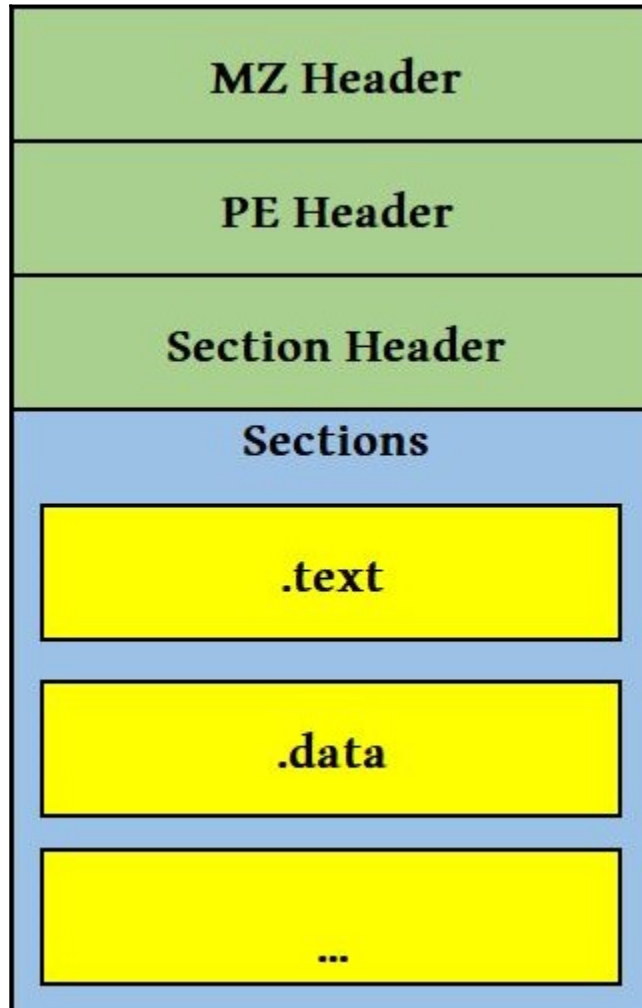 MZ Header
PE Header
Section Header
Sections
.text
.data
...